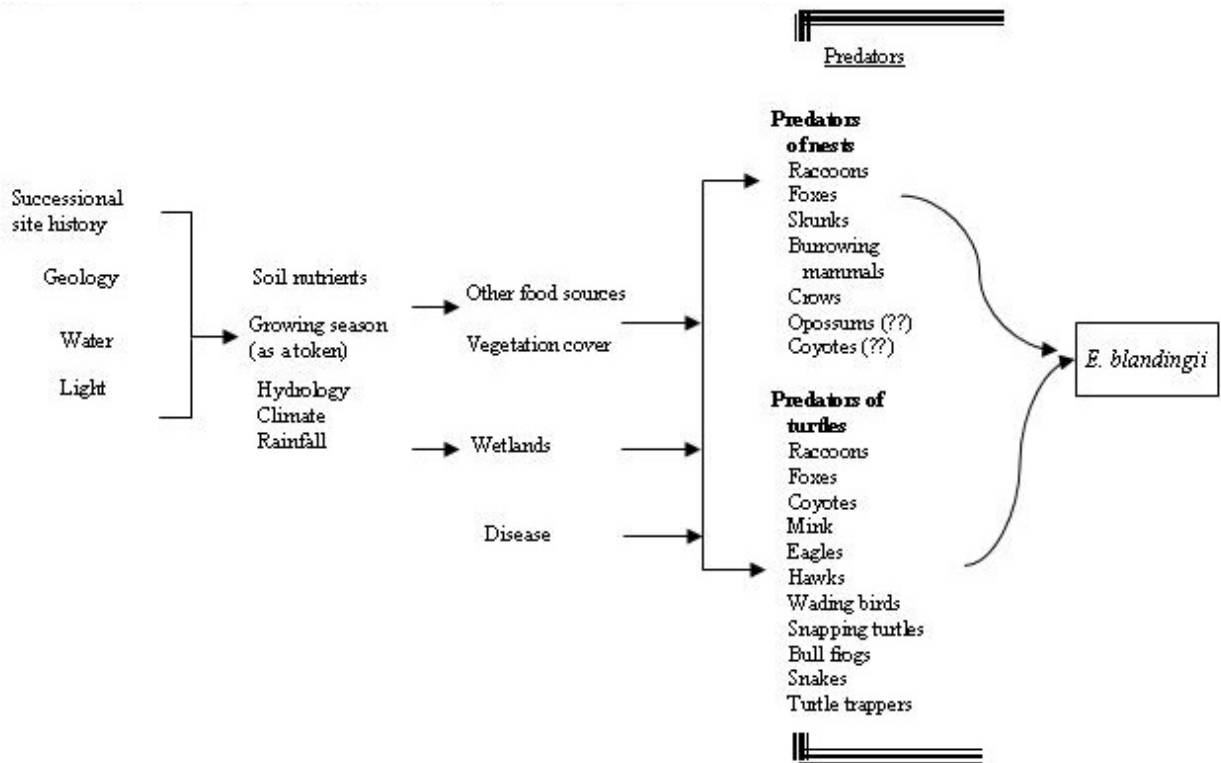 Predators
Predators
of nests
Raccoons
Foxes
Skunks
Burrowing
mammals
Crows
Opossums (??)
Coyotes (??)
Successional
site history
Geology
Water
Light
Soil nutrients
Growing season
(as a token)
Hydrology
Climate
Rainfall
Other food sources
Vegetation cover
Wetlands
Disease
E. blandingii
Predators of
turtles
Raccoons
Foxes
Coyotes
Mink
Eagles
Hawks
Wading birds
Snapping turtles
Bull frogs
Snakes
Turtle trappers